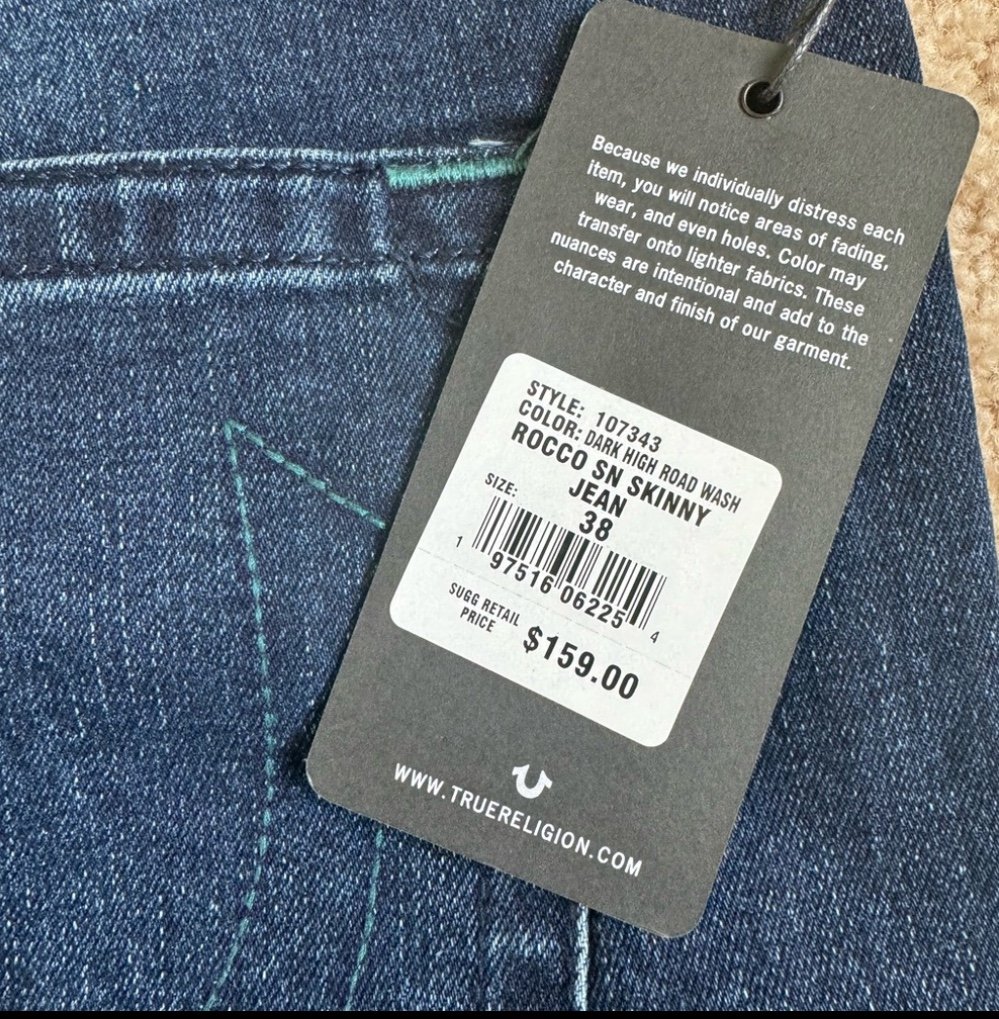 Because we individually distress each
item, you will notice areas of fading,
wear, and even holes. Color may
transfer onto lighter fabrics. These
nuances are intentional and add to the
character and finish of our garment.
STYLE: 107343
COLOR: DARK HIGH ROAD WASH
ROCCO SN SKINNY
JEAN
SIZE: 38
1 97516 06225 4
SUGG RETAIL
PRICE $159.00
WWW.TRUERELIGION.COM